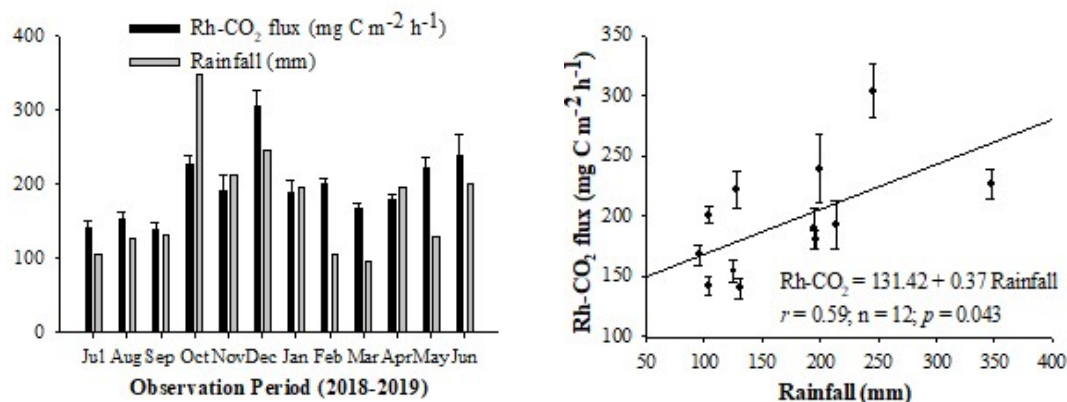 Rh-CO₂ flux (mg C m⁻² h⁻¹)
Rainfall (mm)
400
300
200
100
0
Jul Aug Sep Oct Nov Dec Jan Feb Mar Apr May Jun
Observation Period (2018-2019)
Rh-CO₂ flux (mg C m⁻² h⁻¹)
350
300
250
200
150
100
Rh-CO₂ = 131.42 + 0.37 Rainfall
r = 0.59; n = 12; p = 0.043
50 100 150 200 250 300 350 400
Rainfall (mm)